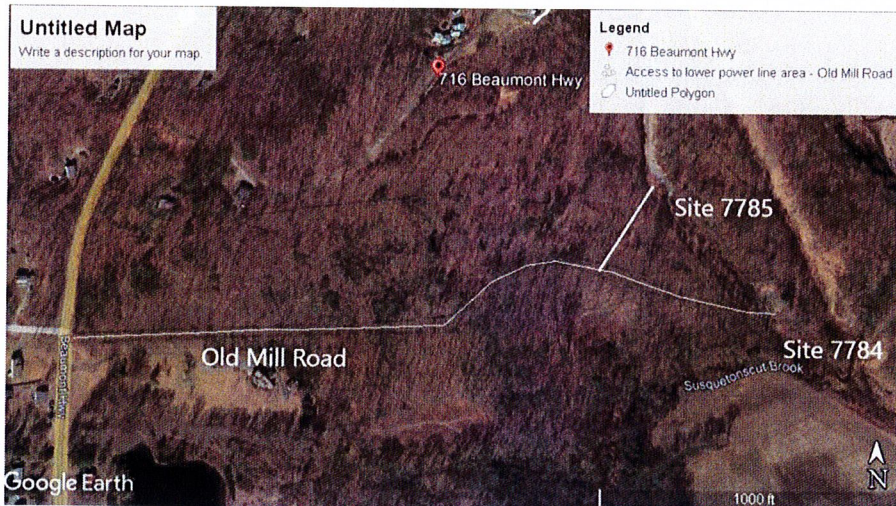 Untitled Map
Write a description for your map.
Legend
716 Beaumont Hwy
Access to lower power line area - Old Mill Road
Untitled Polygon
716 Beaumont Hwy
Site 7785
Old Mill Road
Beaumont Hwy
Site 7784
Susquetonscut Brook
Google Earth
1000 ft
N